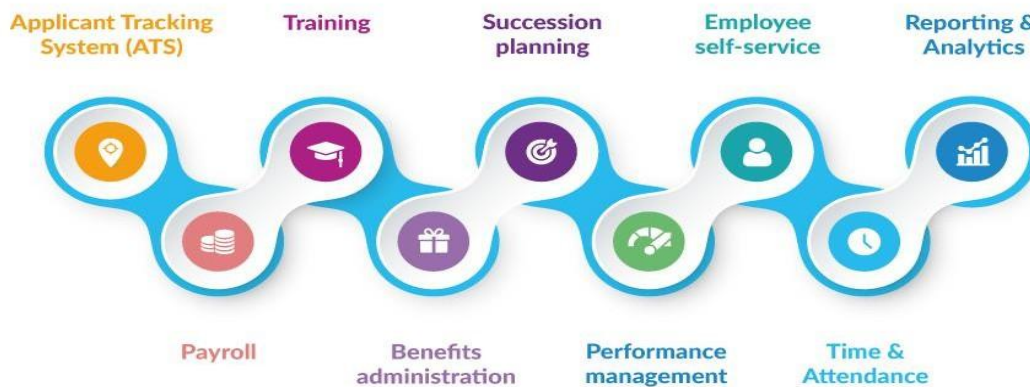 Applicant Tracking
System (ATS)
Training
Succession
planning
Employee
self-service
Reporting &
Analytics
Payroll
Benefits
administration
Performance
management
Time &
Attendance